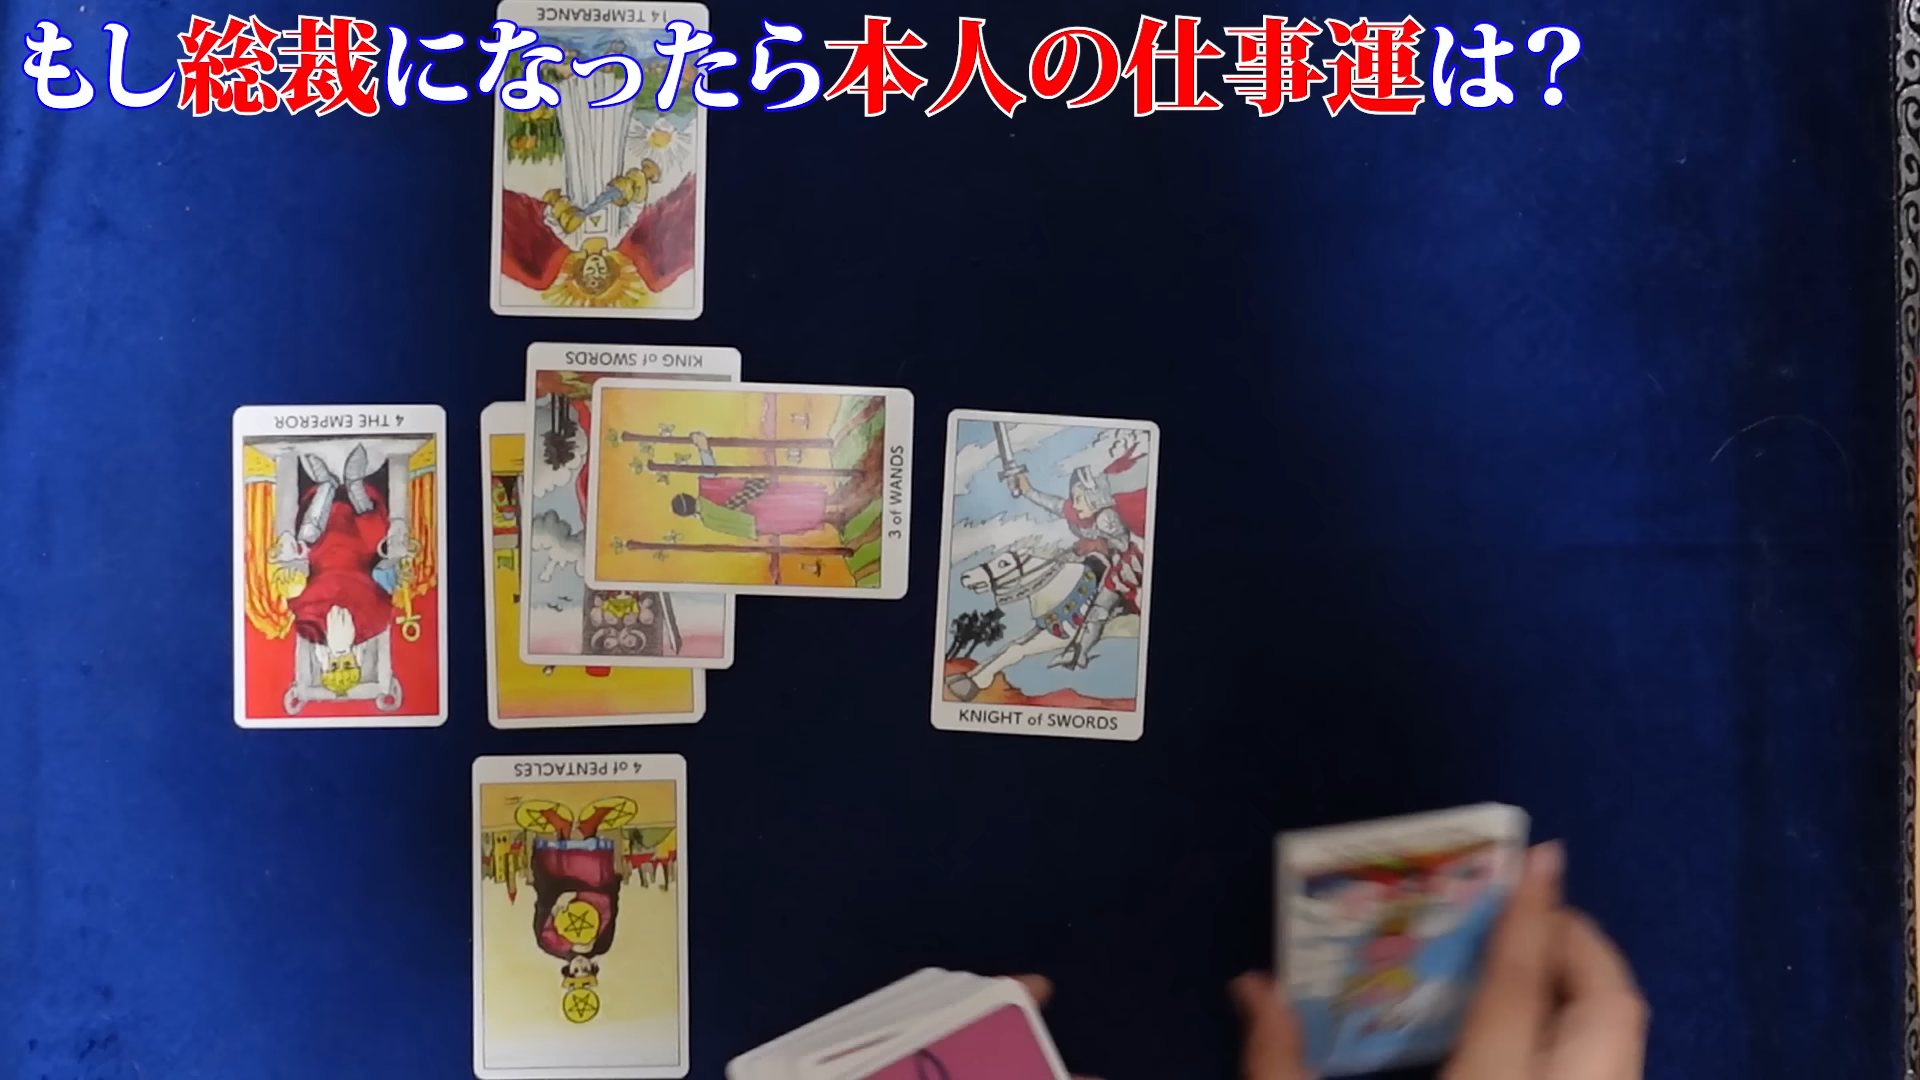 もし総裁になったら本人の仕事運は?
14 TEMPERANCE
KING of SWORDS
4 THE EMPEROR
3 of WANDS
KNIGHT of SWORDS
4 of PENTACLES